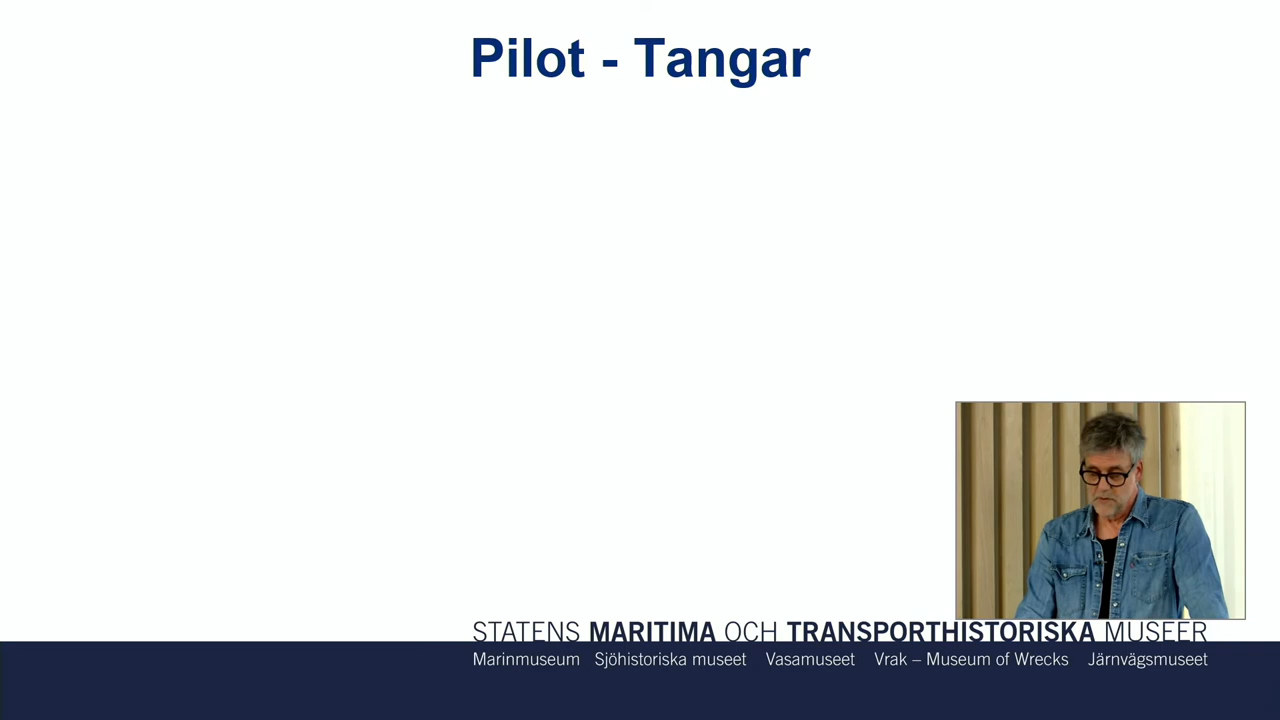 Pilot - Tangar
STATENS MARITIMA OCH TRANSPORTHISTORISKA MUSEER
Marinmuseum Sjöhistoriska museet Vasamuseet Vrak – Museum of Wrecks Järnvägsmuseet